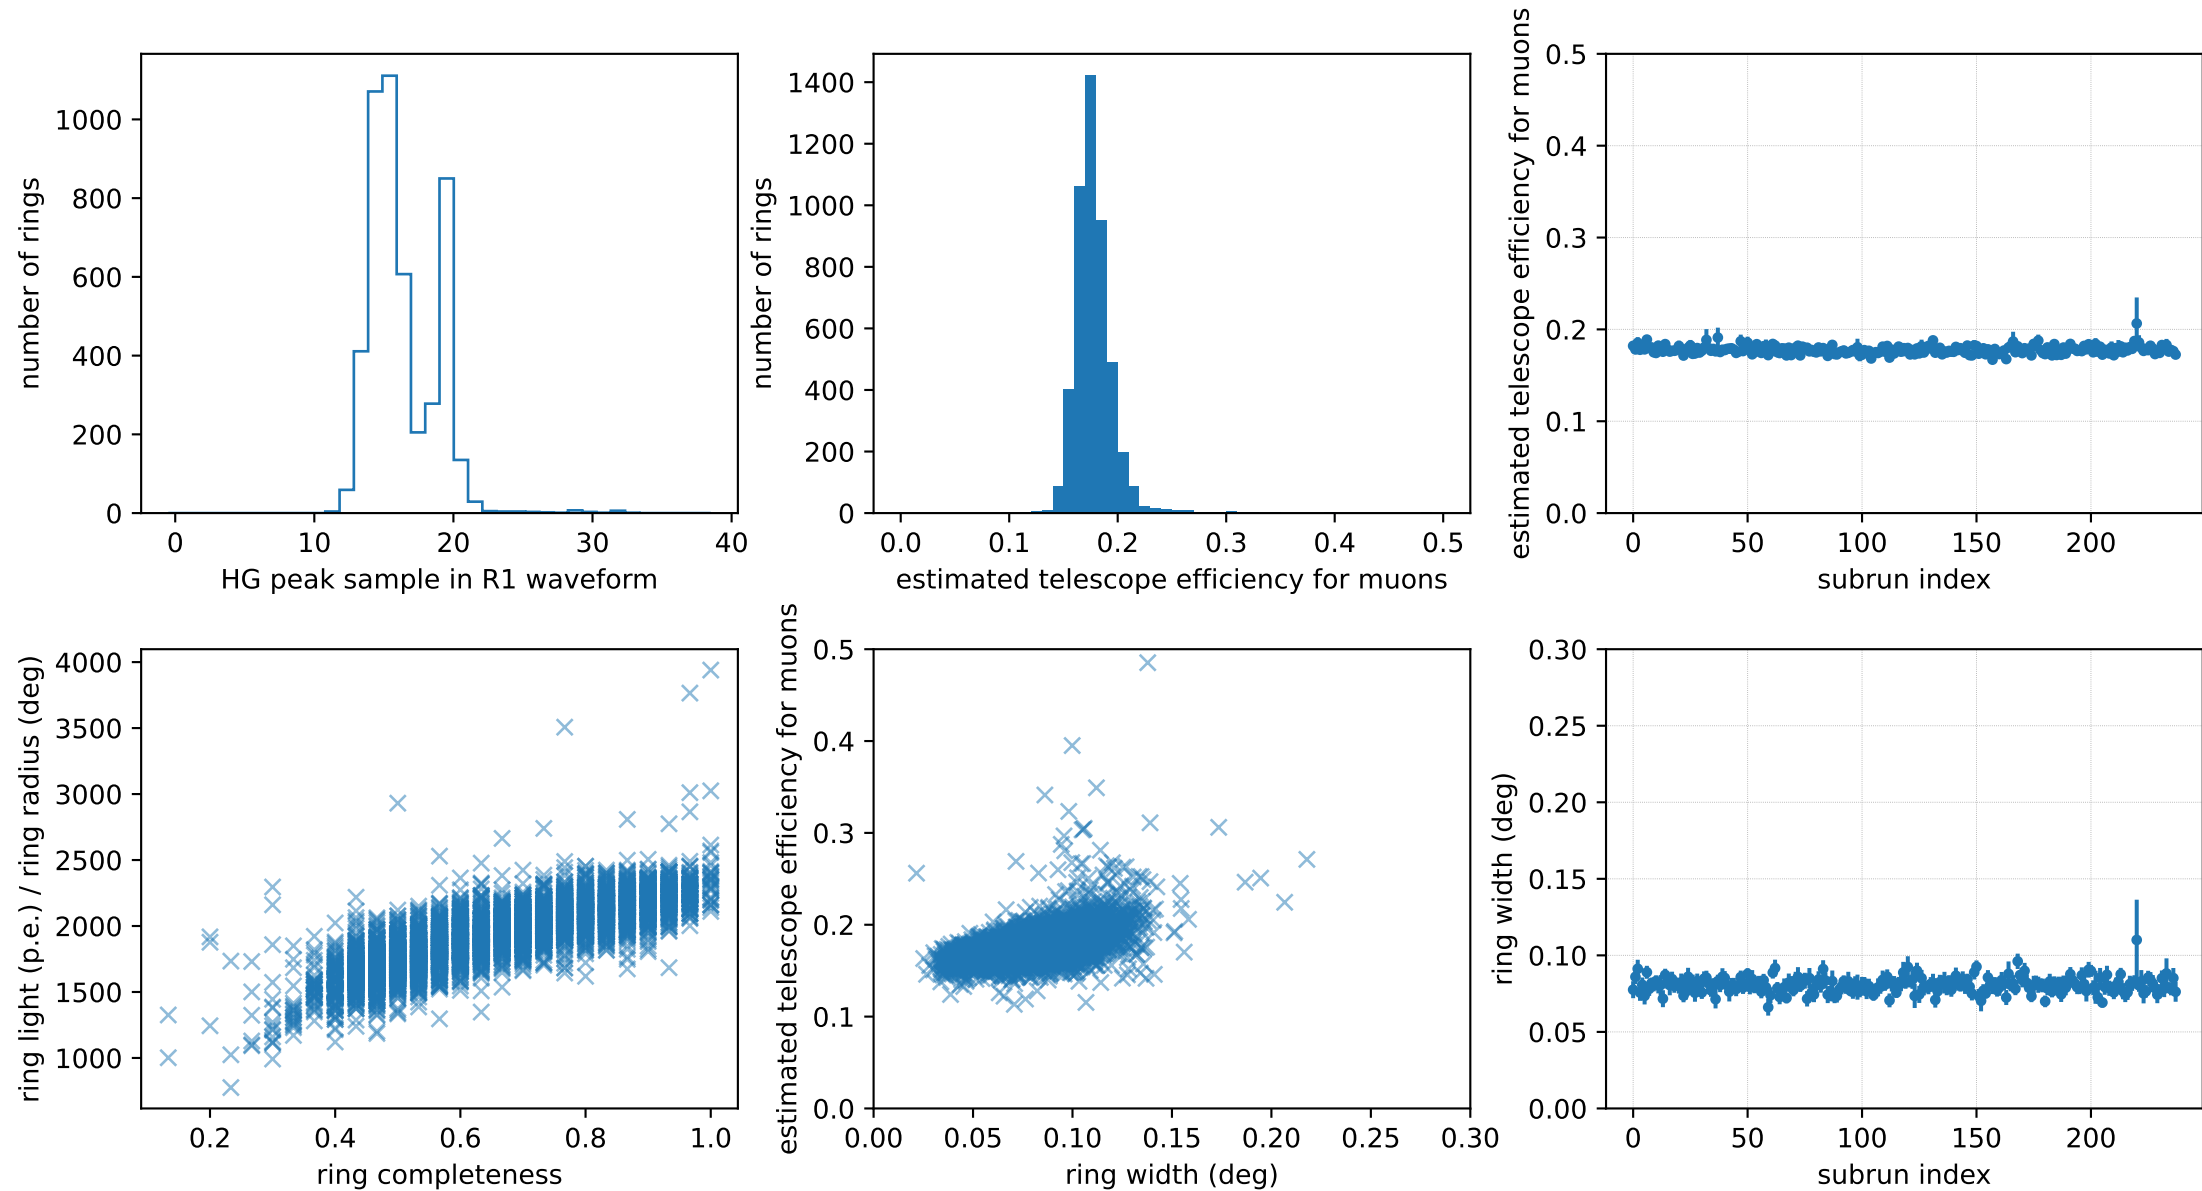 number of rings
1000
800
600
400
200
0
0 10 20 30 40
HG peak sample in R1 waveform
number of rings
1400
1200
1000
800
600
400
200
0
0.0 0.1 0.2 0.3 0.4 0.5
estimated telescope efficiency for muons
estimated telescope efficiency for muons
0.5
0.4
0.3
0.2
0.1
0.0
0 50 100 150 200
subrun index
ring light (p.e.) / ring radius (deg)
4000
3500
3000
2500
2000
1500
1000
0.2 0.4 0.6 0.8 1.0
ring completeness
estimated telescope efficiency for muons
0.5
0.4
0.3
0.2
0.1
0.0
0.00 0.05 0.10 0.15 0.20 0.25 0.30
ring width (deg)
ring width (deg)
0.30
0.25
0.20
0.15
0.10
0.05
0.00
0 50 100 150 200
subrun index